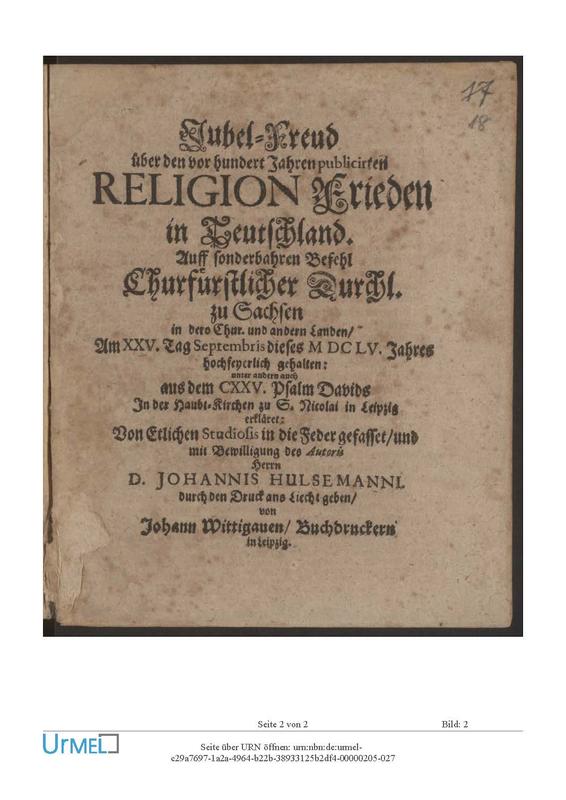 17
18
Jubel-Freud
über den vor hundert Jahren publicirten
RELIGION Frieden
in Teutschland.
Auff sonderbahren Befehl
Churfürstlicher Durchl.
zu Sachsen
in dero Chur. und andern Landen/
Am XXV. Tag Septembris dieses M DC LV. Jahres
hochfeyerlich gehalten:
unter andern auch
aus dem CXXV. Psalm Davids
In der Haubt-Kirchen zu S. Nicolai in Leipzig
erkläret:
Von Etlichen Studiosis in die Feder gefasset/und
mit Bewilligung des Autoris
Herrn
D. JOHANNIS HULSEMANNI.
durch den Druck ans Liecht geben/
von
Johann Wittigauen/ Buchdruckern
in Leipzig.
Seite 2 von 2
Bild: 2
UrMEL
Seite über URN öffnen: urn:nbn:de:urmel-
e29a7697-1a2a-4964-b22b-38933125b2df4-00000205-027